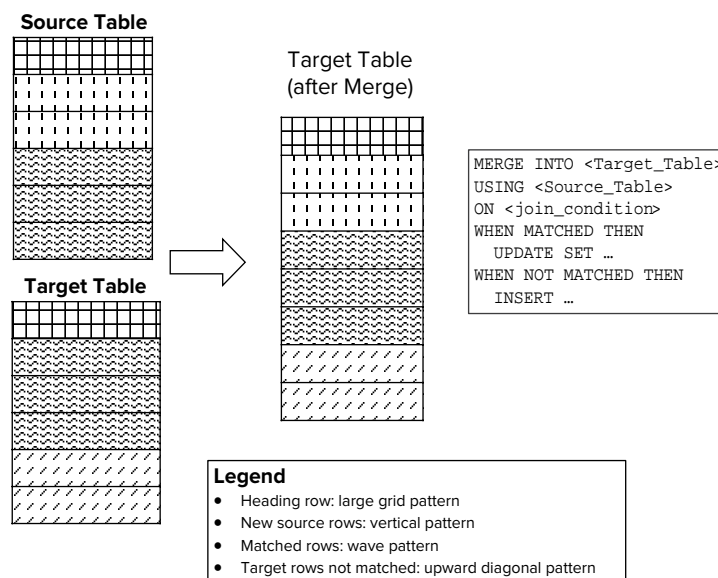 Source Table
Target Table
(after Merge)
MERGE INTO <Target_Table>
USING <Source_Table>
ON <join_condition>
WHEN MATCHED THEN
UPDATE SET …
WHEN NOT MATCHED THEN
INSERT …
Target Table
Legend
• Heading row: large grid pattern
• New source rows: vertical pattern
• Matched rows: wave pattern
• Target rows not matched: upward diagonal pattern